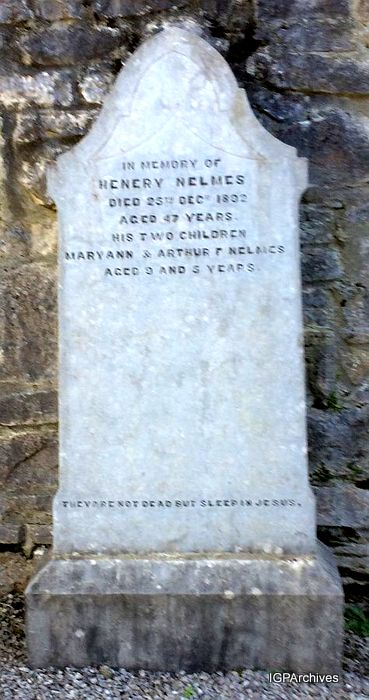 IN MEMORY OF
HENERY NELMES
DIED 25TH DECR 1892
AGED 47 YEARS.
HIS TWO CHILDREN
MARYANN & ARTHUR F NELMES
AGED 9 AND 5 YEARS.
THEY ARE NOT DEAD BUT SLEEP IN JESUS.
IGPArchives